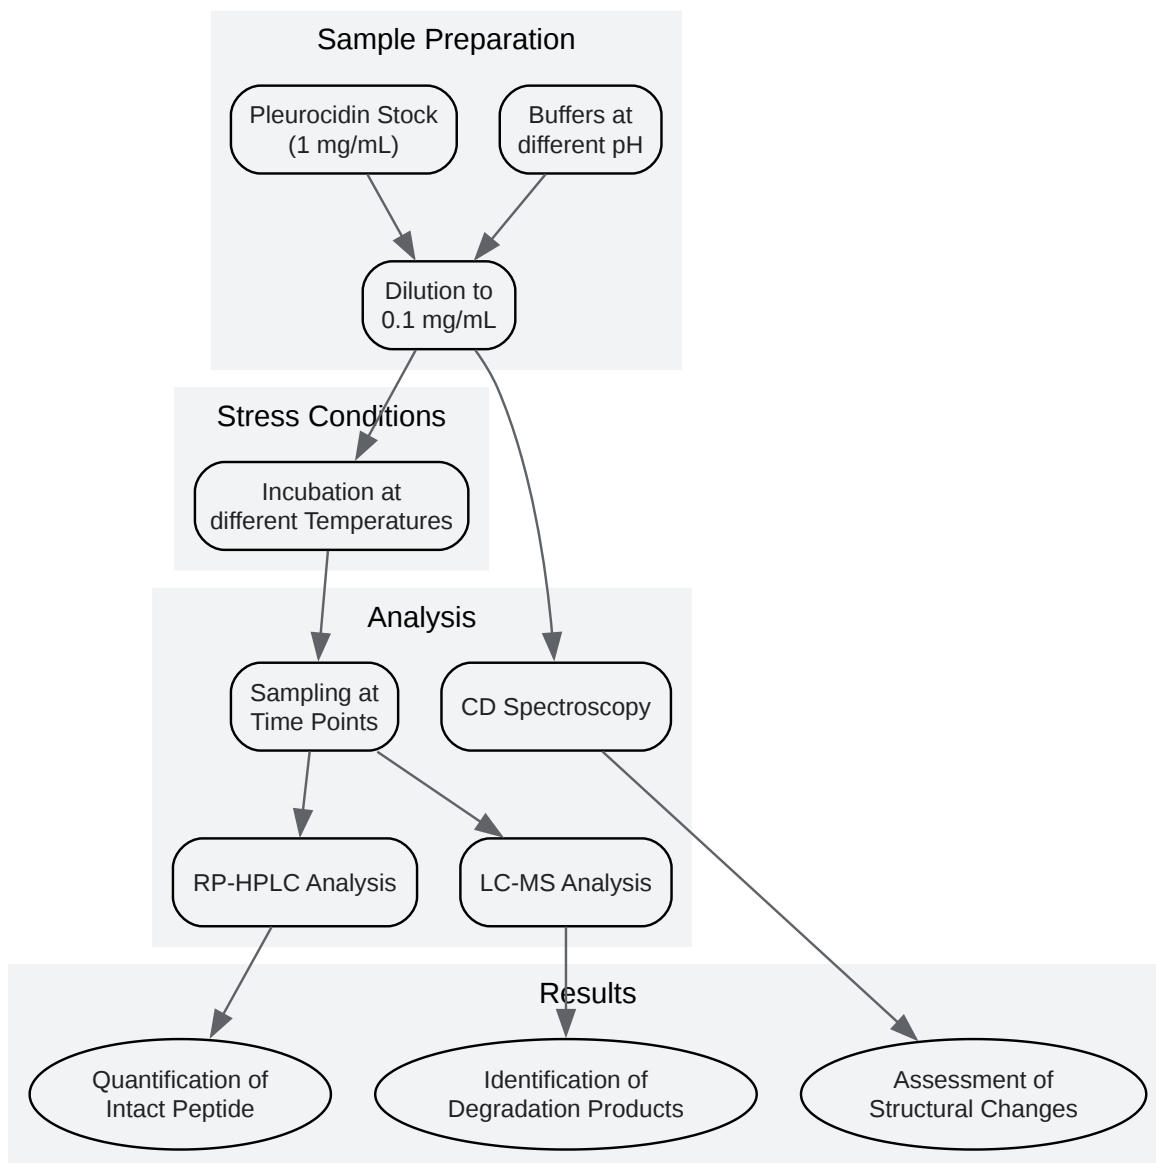 Sample Preparation
Pleurocidin Stock
(1 mg/mL)
Buffers at
different pH
Dilution to
0.1 mg/mL
Stress Conditions
Incubation at
different Temperatures
Analysis
Sampling at
Time Points
CD Spectroscopy
RP-HPLC Analysis
LC-MS Analysis
Results
Quantification of
Intact Peptide
Identification of
Degradation Products
Assessment of
Structural Changes